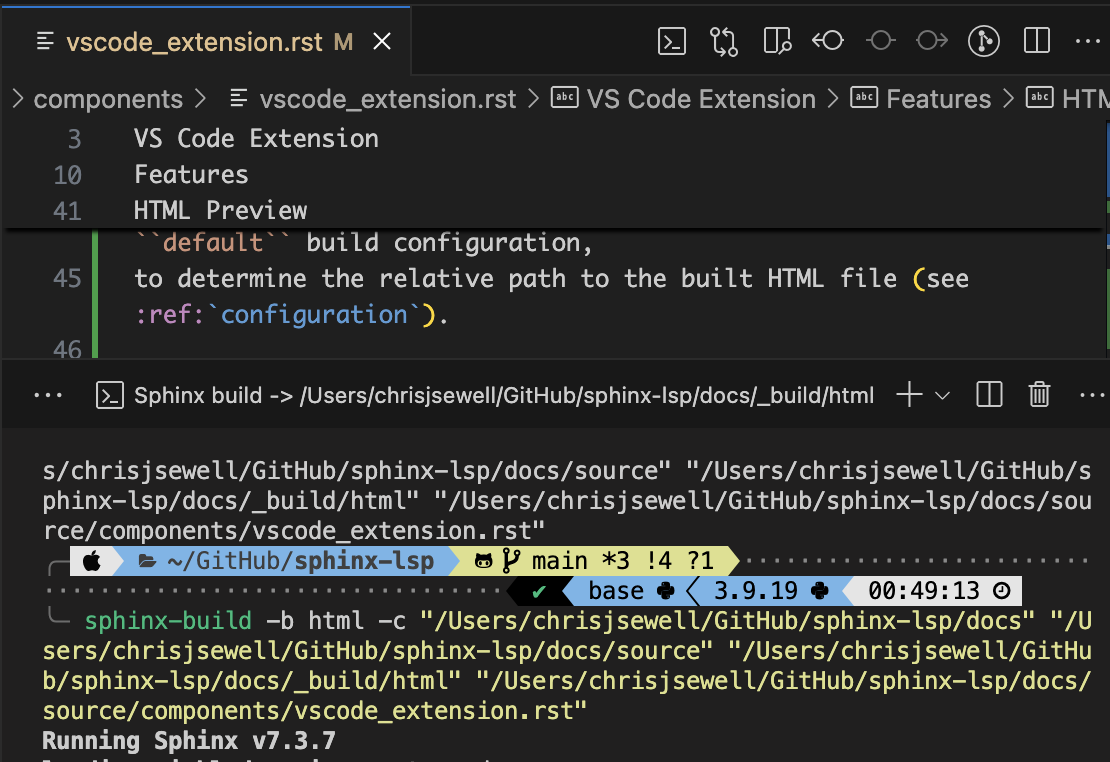 vscode_extension.rst M
components vscode_extension.rst VS Code Extension Features HTM
3 VS Code Extension
10 Features
41 HTML Preview
``default`` build configuration,
45 to determine the relative path to the built HTML file (see
:ref:`configuration`).
46
Sphinx build -> /Users/chrisjsewell/GitHub/sphinx-lsp/docs/_build/html
s/chrisjsewell/GitHub/sphinx-lsp/docs/source" "/Users/chrisjsewell/GitHub/s
phinx-lsp/docs/_build/html" "/Users/chrisjsewell/GitHub/sphinx-lsp/docs/sou
rce/components/vscode_extension.rst"
~/GitHub/sphinx-lsp main *3 !4 ?1
✔ base 3.9.19 00:49:13
sphinx-build -b html -c "/Users/chrisjsewell/GitHub/sphinx-lsp/docs" "/U
sers/chrisjsewell/GitHub/sphinx-lsp/docs/source" "/Users/chrisjsewell/GitHu
b/sphinx-lsp/docs/_build/html" "/Users/chrisjsewell/GitHub/sphinx-lsp/docs/
source/components/vscode_extension.rst"
Running Sphinx v7.3.7